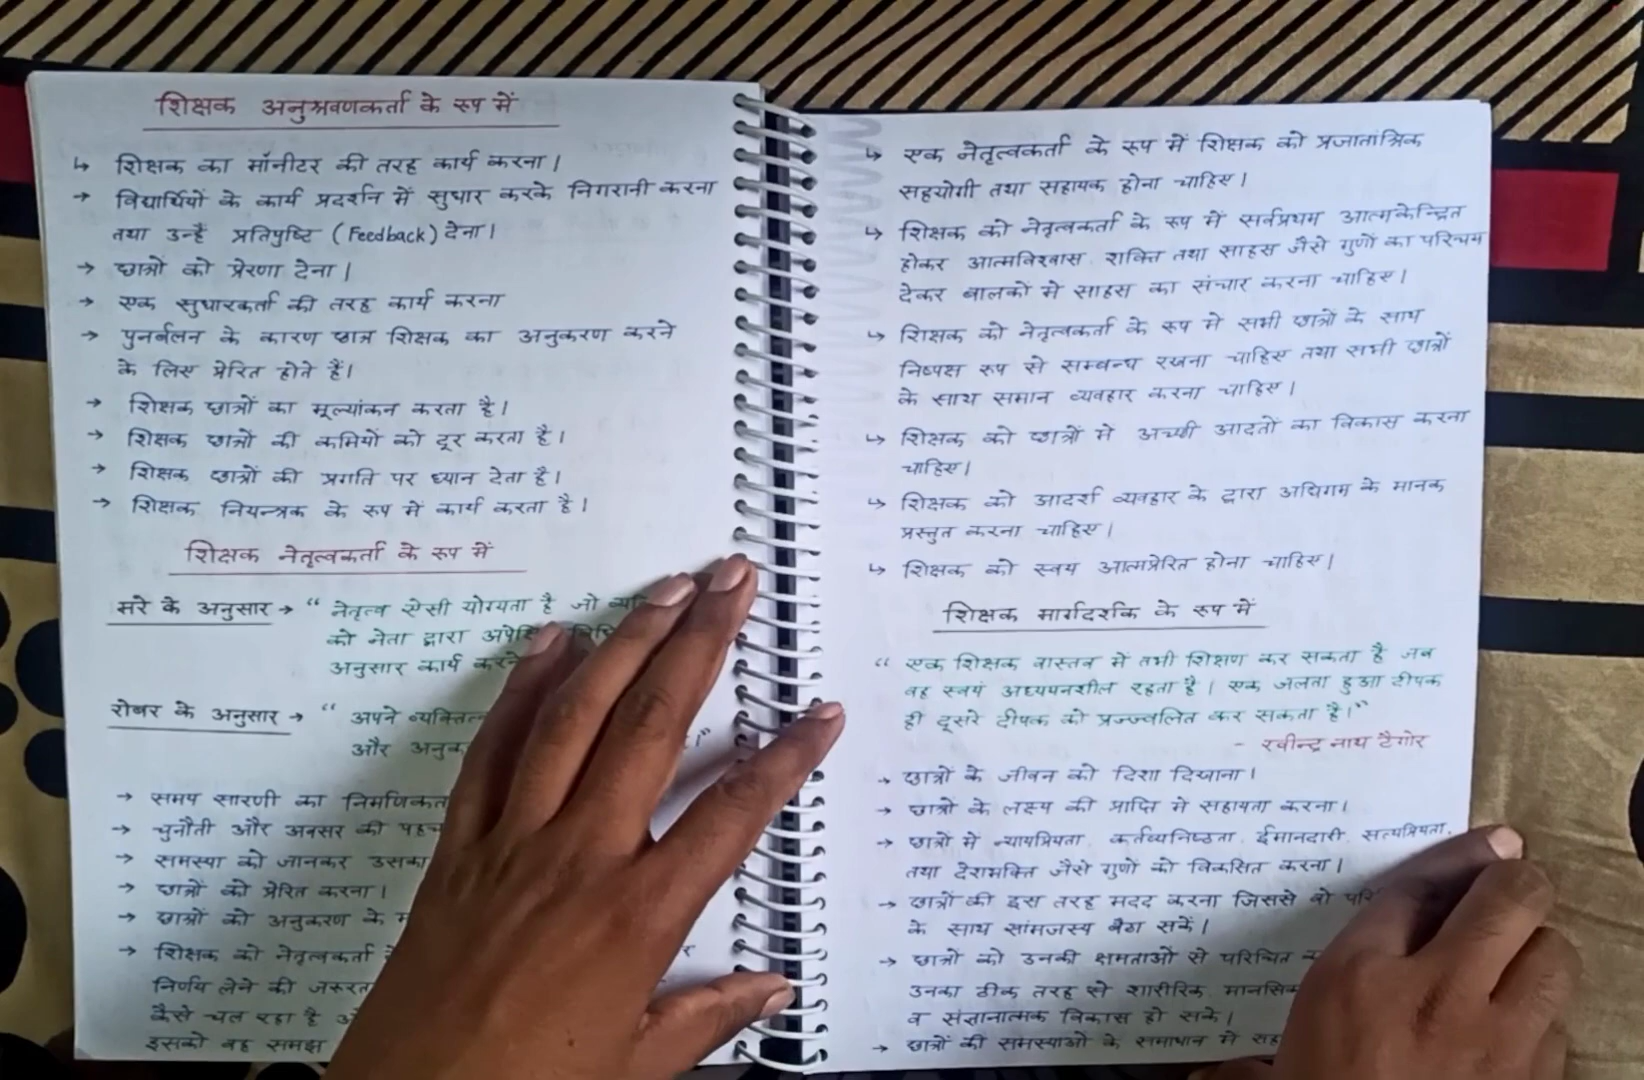 शिक्षक अनुश्रवणकर्ता के रूप में
↳ शिक्षक का मॉनीटर की तरह कार्य करना।
→ विद्यार्थियों के कार्य प्रदर्शन में सुधार करके निगरानी करना
तथा उन्हें प्रतिपुष्टि (Feedback) देना।
→ छात्रों को प्रेरणा देना।
→ एक सुधारकर्ता की तरह कार्य करना
→ पुनर्बलन के कारण छात्र शिक्षक का अनुकरण करने
के लिए प्रेरित होते हैं।
→ शिक्षक छात्रों का मूल्यांकन करता है।
→ शिक्षक छात्रों की कमियों को दूर करता है।
→ शिक्षक छात्रों की प्रगति पर ध्यान देता है।
→ शिक्षक नियन्त्रक के रूप में कार्य करता है।
शिक्षक नेतृत्वकर्ता के रूप में
मरे के अनुसार → “ नेतृत्व ऐसी योग्यता है जो
को नेता द्वारा
अनुसार कार्य करने
रोबर के अनुसार → “ अपने
और
→ समय सारणी का
→ चुनौती और अवसर की
→ समस्या को जानकर उसका
→ छात्रों को प्रेरित करना।
→ छात्रों को अनुकरण के
→ शिक्षक को नेतृत्वकर्ता
निर्णय लेने की जरूरत
कैसे चल रहा है
इसको वह समझ
↳ एक नेतृत्वकर्ता के रूप में शिक्षक को प्रजातांत्रिक
सहयोगी तथा सहायक होना चाहिए।
↳ शिक्षक को नेतृत्वकर्ता के रूप में सर्वप्रथम आत्मकेन्द्रित
होकर आत्मविश्वास, शक्ति तथा साहस जैसे गुणों का परिचय
देकर बालकों मे साहस का संचार करना चाहिए।
↳ शिक्षक को नेतृत्वकर्ता के रूप मे सभी छात्रों के साथ
निष्पक्ष रूप से सम्बन्ध रखना चाहिए तथा सभी छात्रों
के साथ समान व्यवहार करना चाहिए।
↳ शिक्षक को छात्रों मे अच्छी आदतों का विकास करना
चाहिए।
↳ शिक्षक को आदर्श व्यवहार के द्वारा अधिगम के मानक
प्रस्तुत करना चाहिए।
↳ शिक्षक को स्वयं आत्मप्रेरित होना चाहिए।
शिक्षक मार्गदर्शक के रूप में
“ एक शिक्षक वास्तव में तभी शिक्षण कर सकता है जब
वह स्वयं अध्ययनशील रहता है। एक जलता हुआ दीपक
ही दूसरे दीपक को प्रज्ज्वलित कर सकता है।”
- रवीन्द्र नाथ टैगोर
→ छात्रों के जीवन को दिशा दिखाना।
→ छात्रो के लक्ष्य की प्राप्ति मे सहायता करना।
→ छात्रों में न्यायप्रियता, कर्तव्यनिष्ठता, ईमानदारी, सत्यप्रियता,
तथा देशभक्ति जैसे गुणों को विकसित करना।
→ छात्रों की इस तरह मदद करना जिससे वो
के साथ सांमजस्य बैठा सकें।
→ छात्रों को उनकी क्षमताओं से परिचित
उनका ठीक तरह से शारीरिक, मानसिक
व संज्ञानात्मक विकास हो सके।
→ छात्रों की समस्याओं के समाधान मे